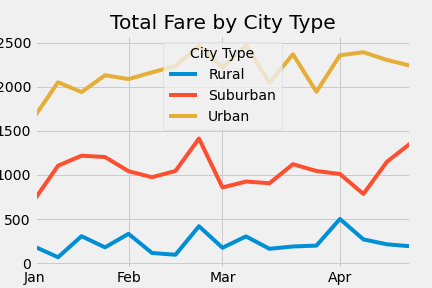 Total Fare by City Type
City Type
Rural
Suburban
Urban
2500
2000
1500
1000
500
0
Jan Feb Mar Apr